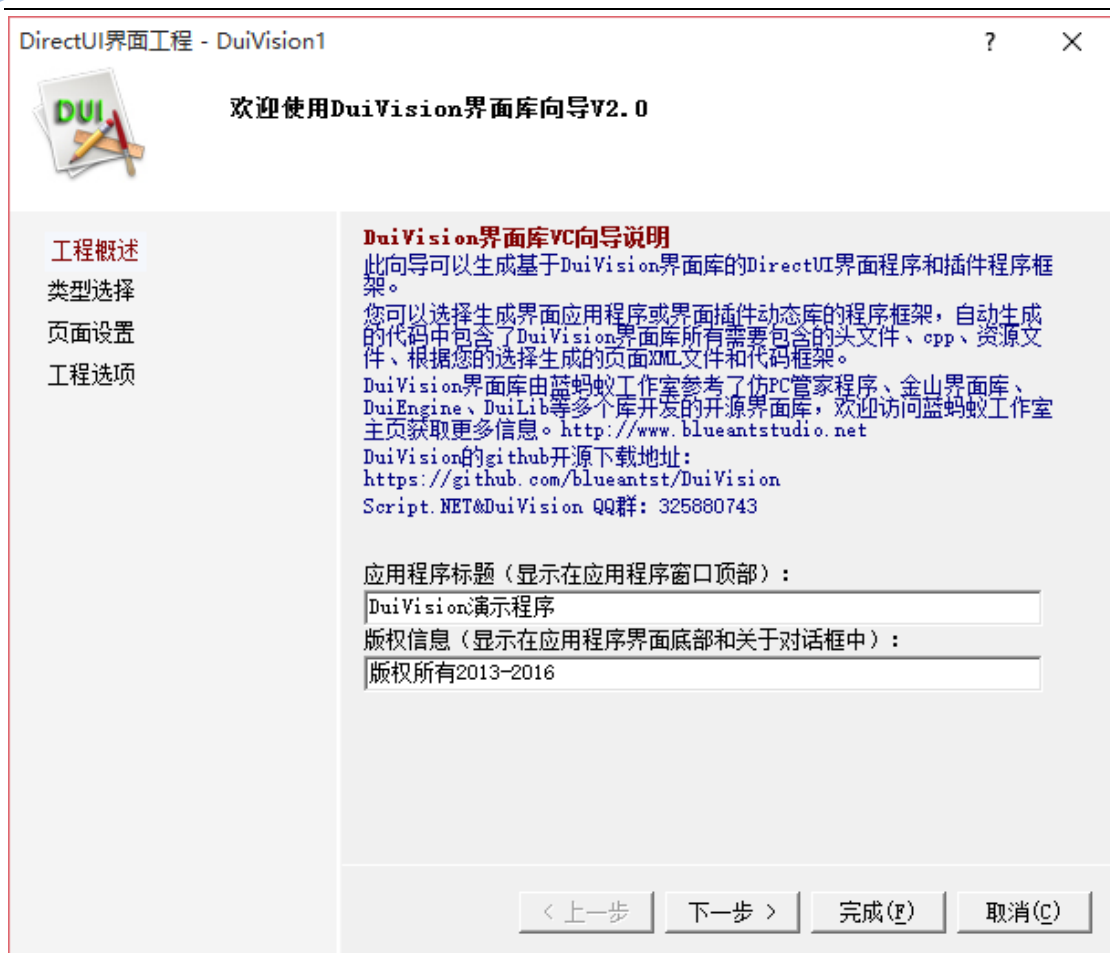 DirectUI界面工程 - DuiVision1
?
×
DUI
欢迎使用DuiVision界面库向导V2.0
工程概述
类型选择
页面设置
工程选项
DuiVision界面库VC向导说明
此向导可以生成基于DuiVision界面库的DirectUI界面程序和插件程序框
架。
您可以选择生成界面应用程序或界面插件动态库的程序框架，自动生成
的代码中包含了DuiVision界面库所有需要包含的头文件、cpp、资源文
件、根据您的选择生成的页面XML文件和代码框架。
DuiVision界面库由蓝蚂蚁工作室参考了仿PC管家程序、金山界面库、
DuiEngine、DuiLib等多个库开发的开源界面库，欢迎访问蓝蚂蚁工作室
主页获取更多信息。http://www.blueantstudio.net
DuiVision的github开源下载地址：
https://github.com/blueantst/DuiVision
Script.NET&DuiVision QQ群：325880743
应用程序标题（显示在应用程序窗口顶部）：
DuiVision演示程序
版权信息（显示在应用程序界面底部和关于对话框中）：
版权所有2013-2016
< 上一步
下一步 >
完成(F)
取消(C)